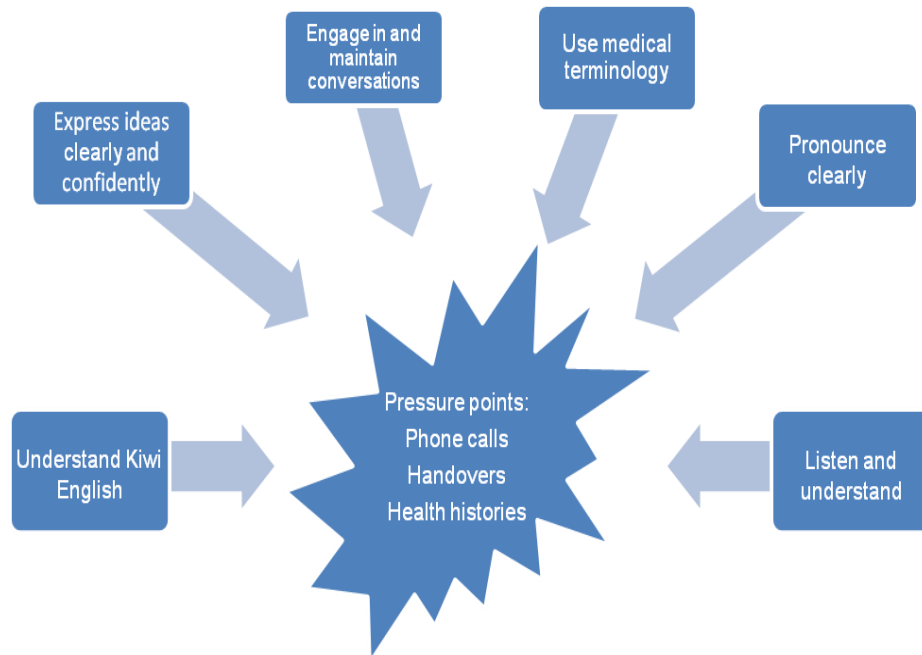 Engage in and
maintain
conversations
Use medical
terminology
Express ideas
clearly and
confidently
Pronounce
clearly
Pressure points:
Phone calls
Handovers
Health histories
Understand Kiwi
English
Listen and
understand